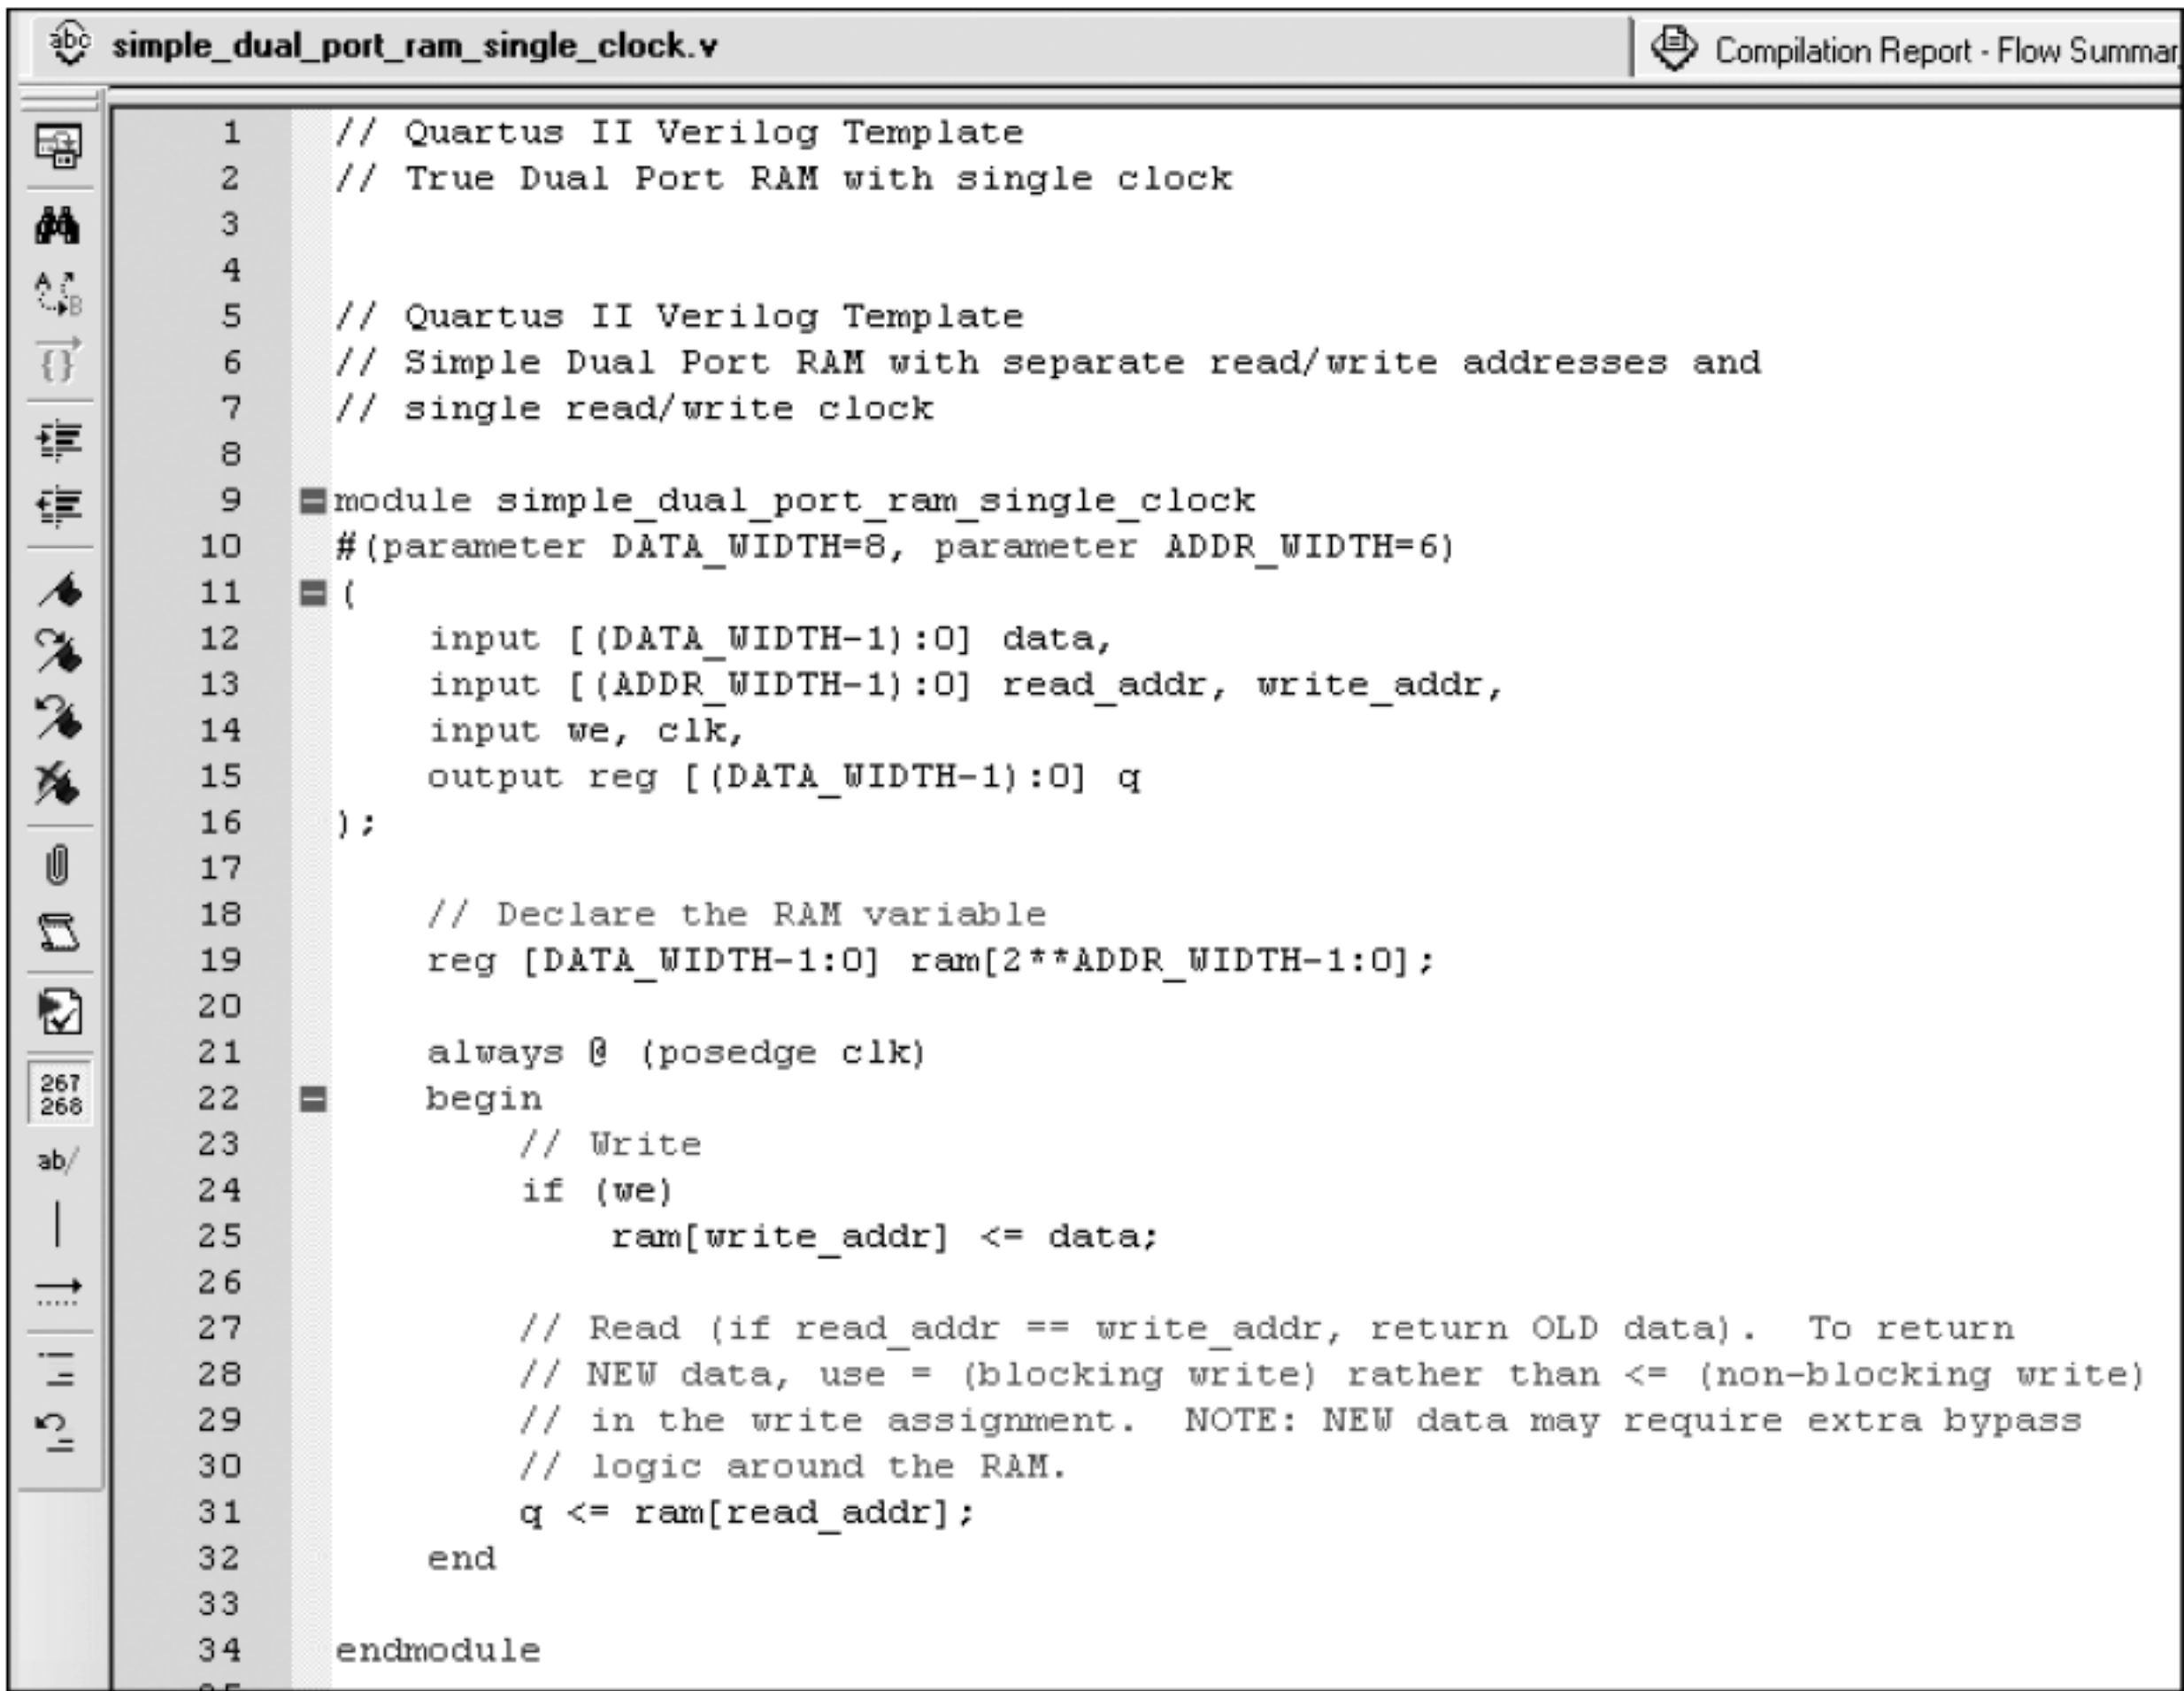 simple_dual_port_ram_single_clock.v
Compilation Report - Flow Summar
1 // Quartus II Verilog Template
2 // True Dual Port RAM with single clock
3
4
5 // Quartus II Verilog Template
6 // Simple Dual Port RAM with separate read/write addresses and
7 // single read/write clock
8
9 module simple_dual_port_ram_single_clock
10 #(parameter DATA_WIDTH=8, parameter ADDR_WIDTH=6)
11 (
12     input [(DATA_WIDTH-1):0] data,
13     input [(ADDR_WIDTH-1):0] read_addr, write_addr,
14     input we, clk,
15     output reg [(DATA_WIDTH-1):0] q
16 );
17
18     // Declare the RAM variable
19     reg [DATA_WIDTH-1:0] ram[2**ADDR_WIDTH-1:0];
20
21     always @ (posedge clk)
22     begin
23         // Write
24         if (we)
25             ram[write_addr] <= data;
26
27         // Read (if read_addr == write_addr, return OLD data).  To return
28         // NEW data, use = (blocking write) rather than <= (non-blocking write)
29         // in the write assignment.  NOTE: NEW data may require extra bypass
30         // logic around the RAM.
31         q <= ram[read_addr];
32     end
33
34 endmodule
abc
A B
{}
267
268
ab/